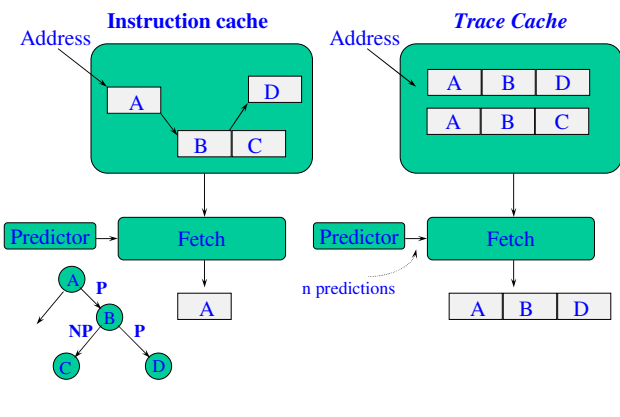 Instruction cache
Address
A
D
B C
Predictor
Fetch
A
A
P
B
NP P
C D
Trace Cache
Address
A B D
A B C
Predictor
Fetch
n predictions
A B D